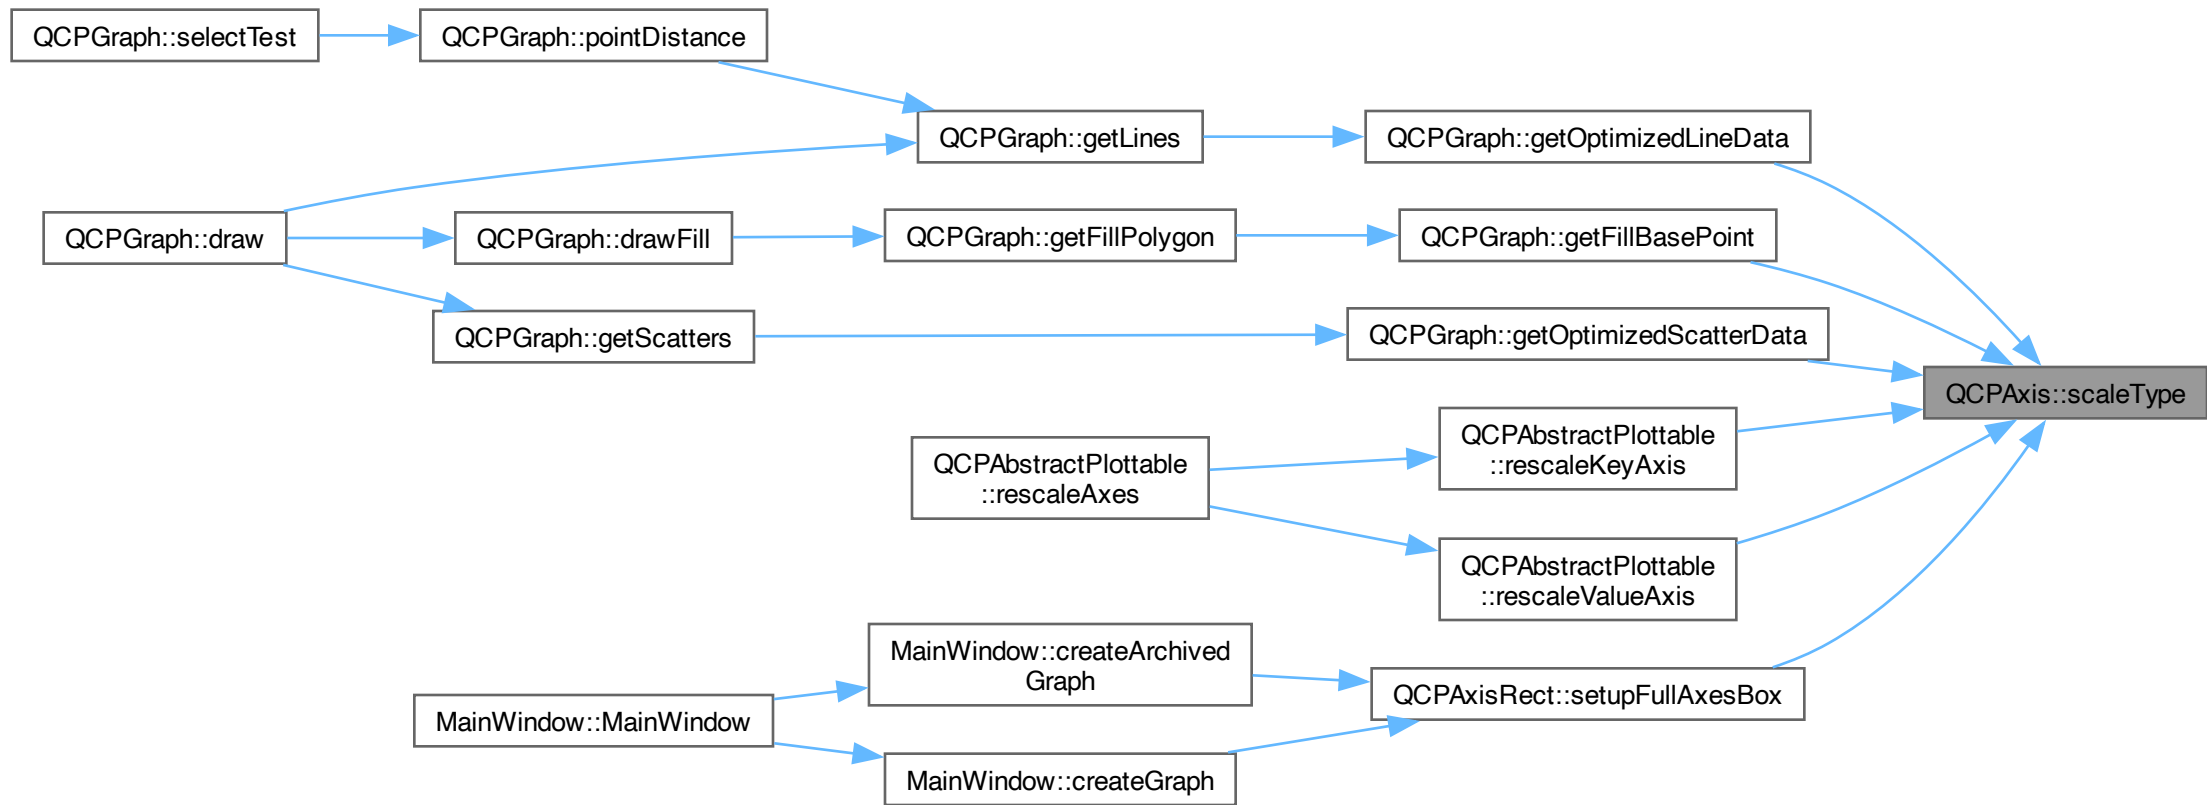 QCPGraph::selectTest
QCPGraph::pointDistance
QCPGraph::getLines
QCPGraph::getOptimizedLineData
QCPGraph::draw
QCPGraph::drawFill
QCPGraph::getFillPolygon
QCPGraph::getFillBasePoint
QCPGraph::getScatters
QCPGraph::getOptimizedScatterData
QCPAxis::scaleType
QCPAbstractPlottable
::rescaleAxes
QCPAbstractPlottable
::rescaleKeyAxis
QCPAbstractPlottable
::rescaleValueAxis
MainWindow::createArchived
Graph
MainWindow::MainWindow
QCPAxisRect::setupFullAxesBox
MainWindow::createGraph